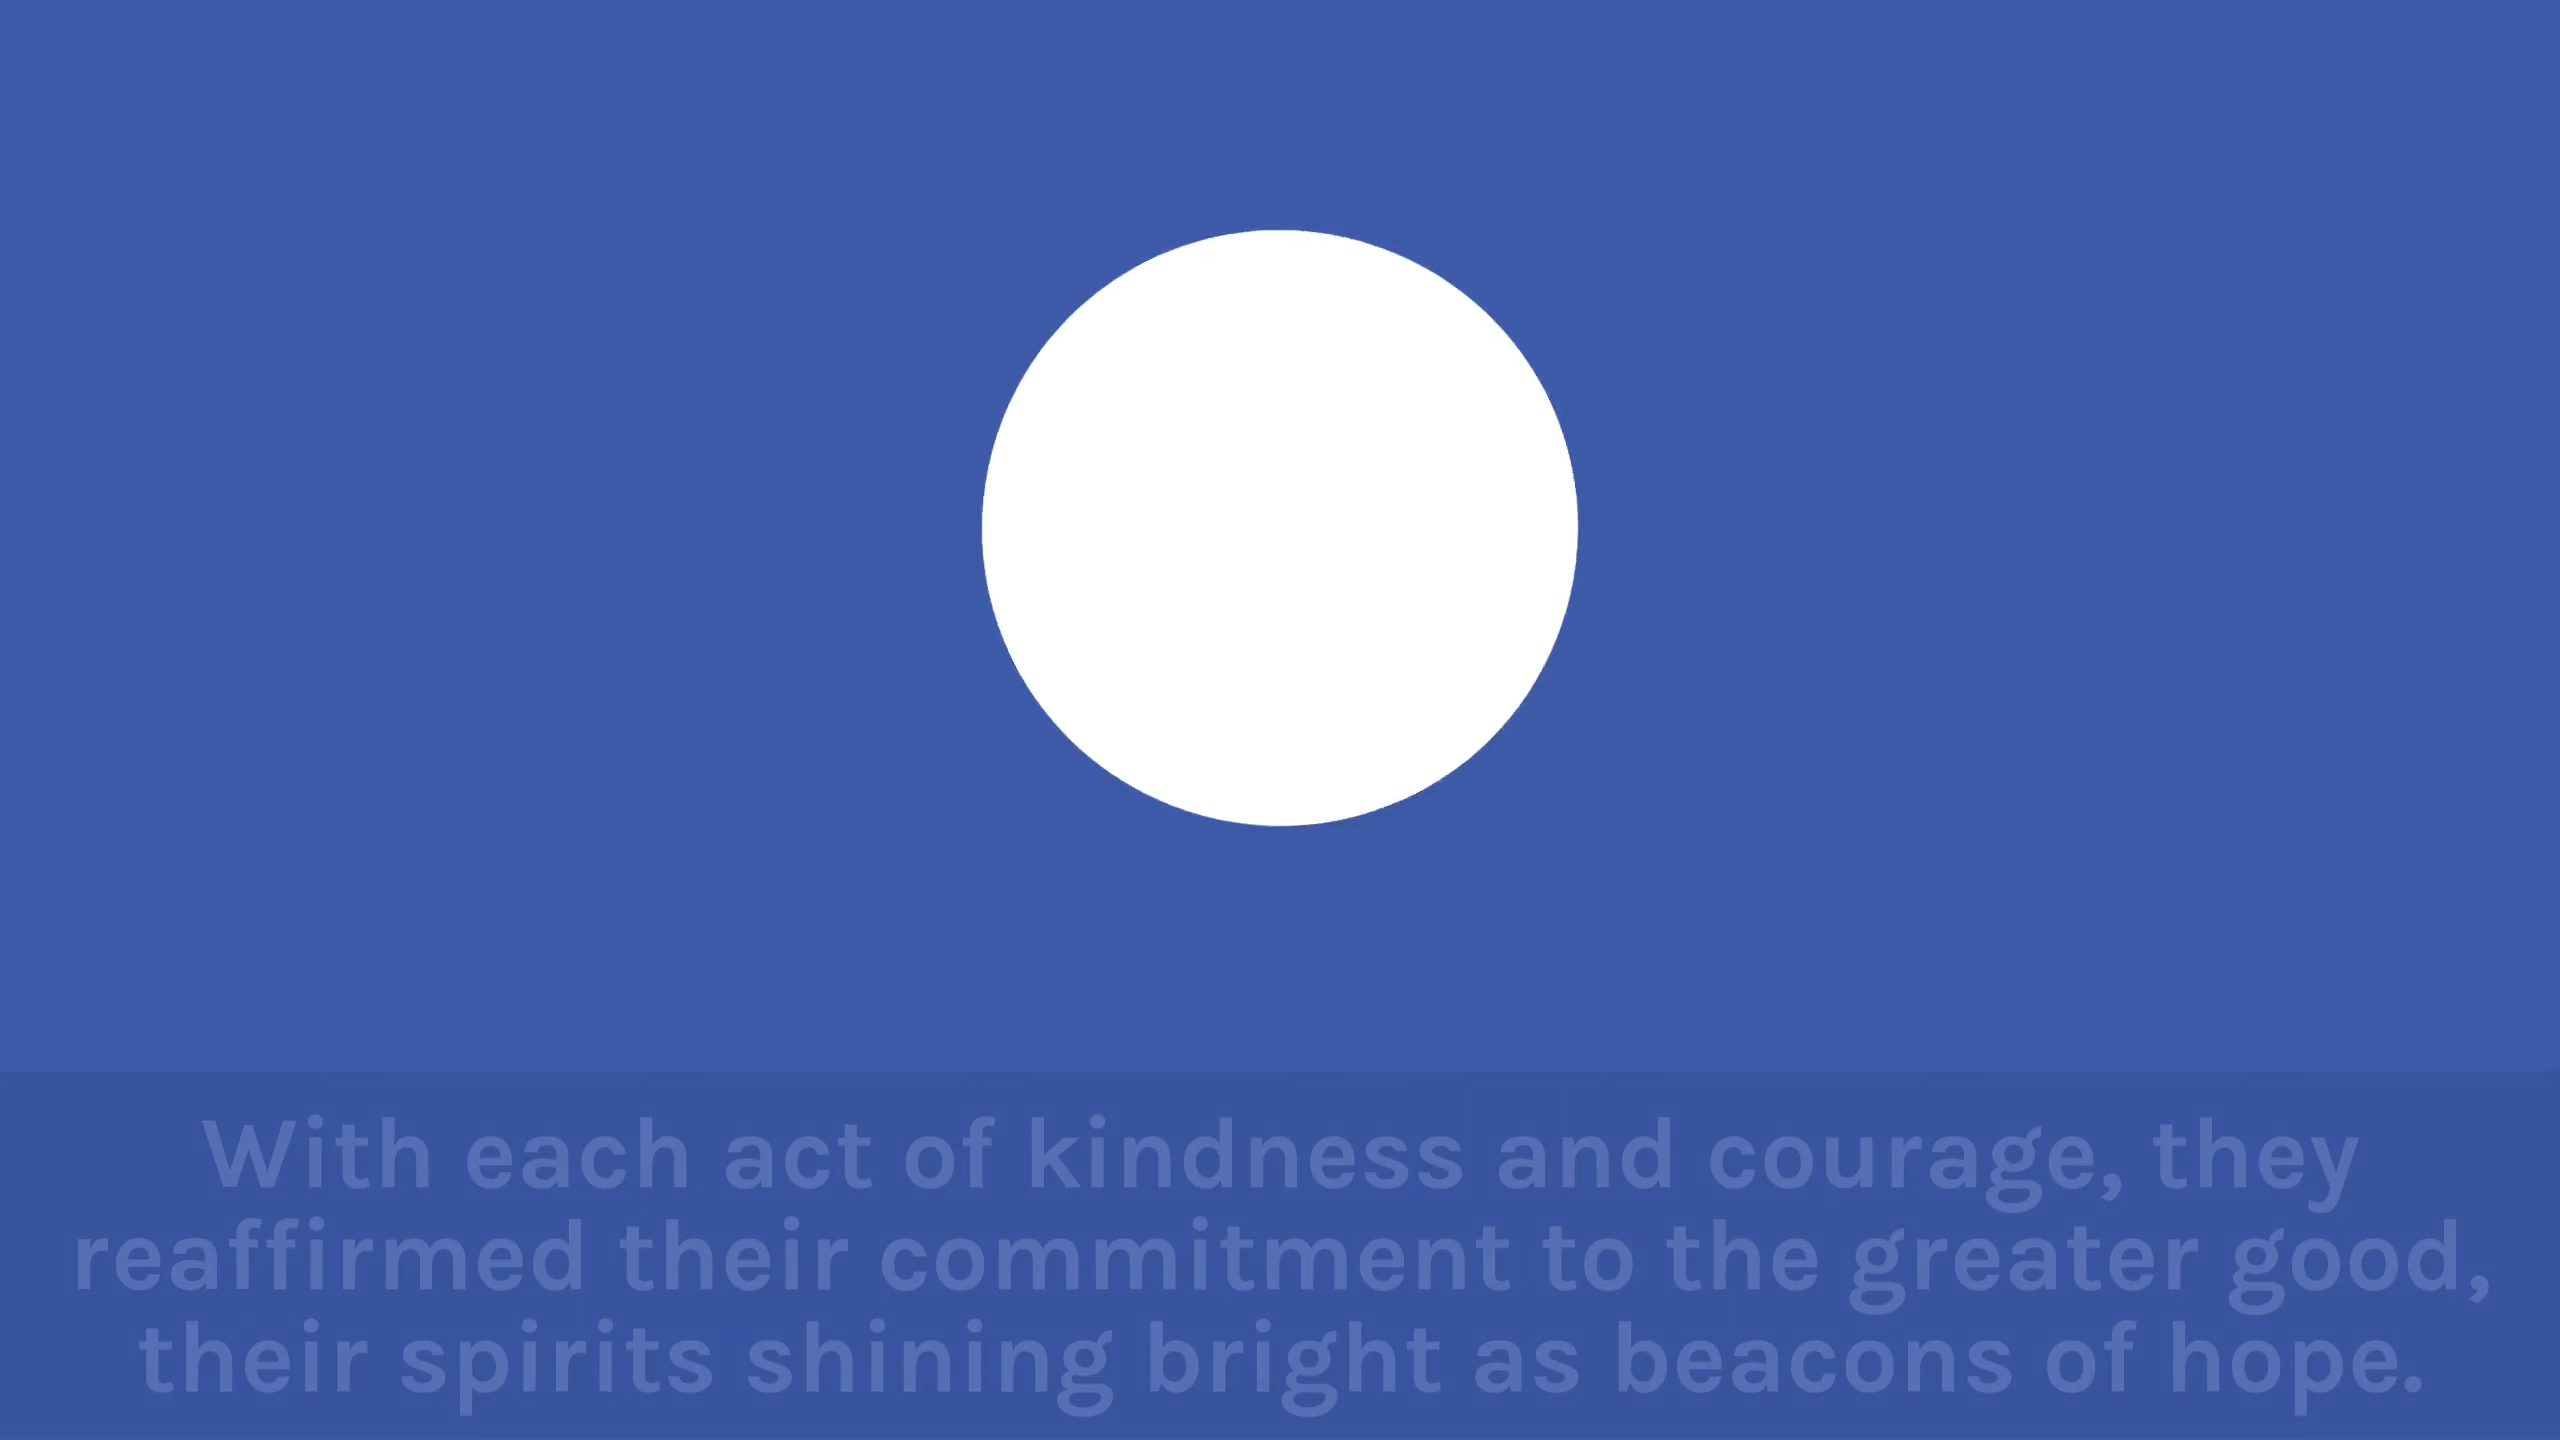 With each act of kindness and courage, they
reaffirmed their commitment to the greater good,
their spirits shining bright as beacons of hope.